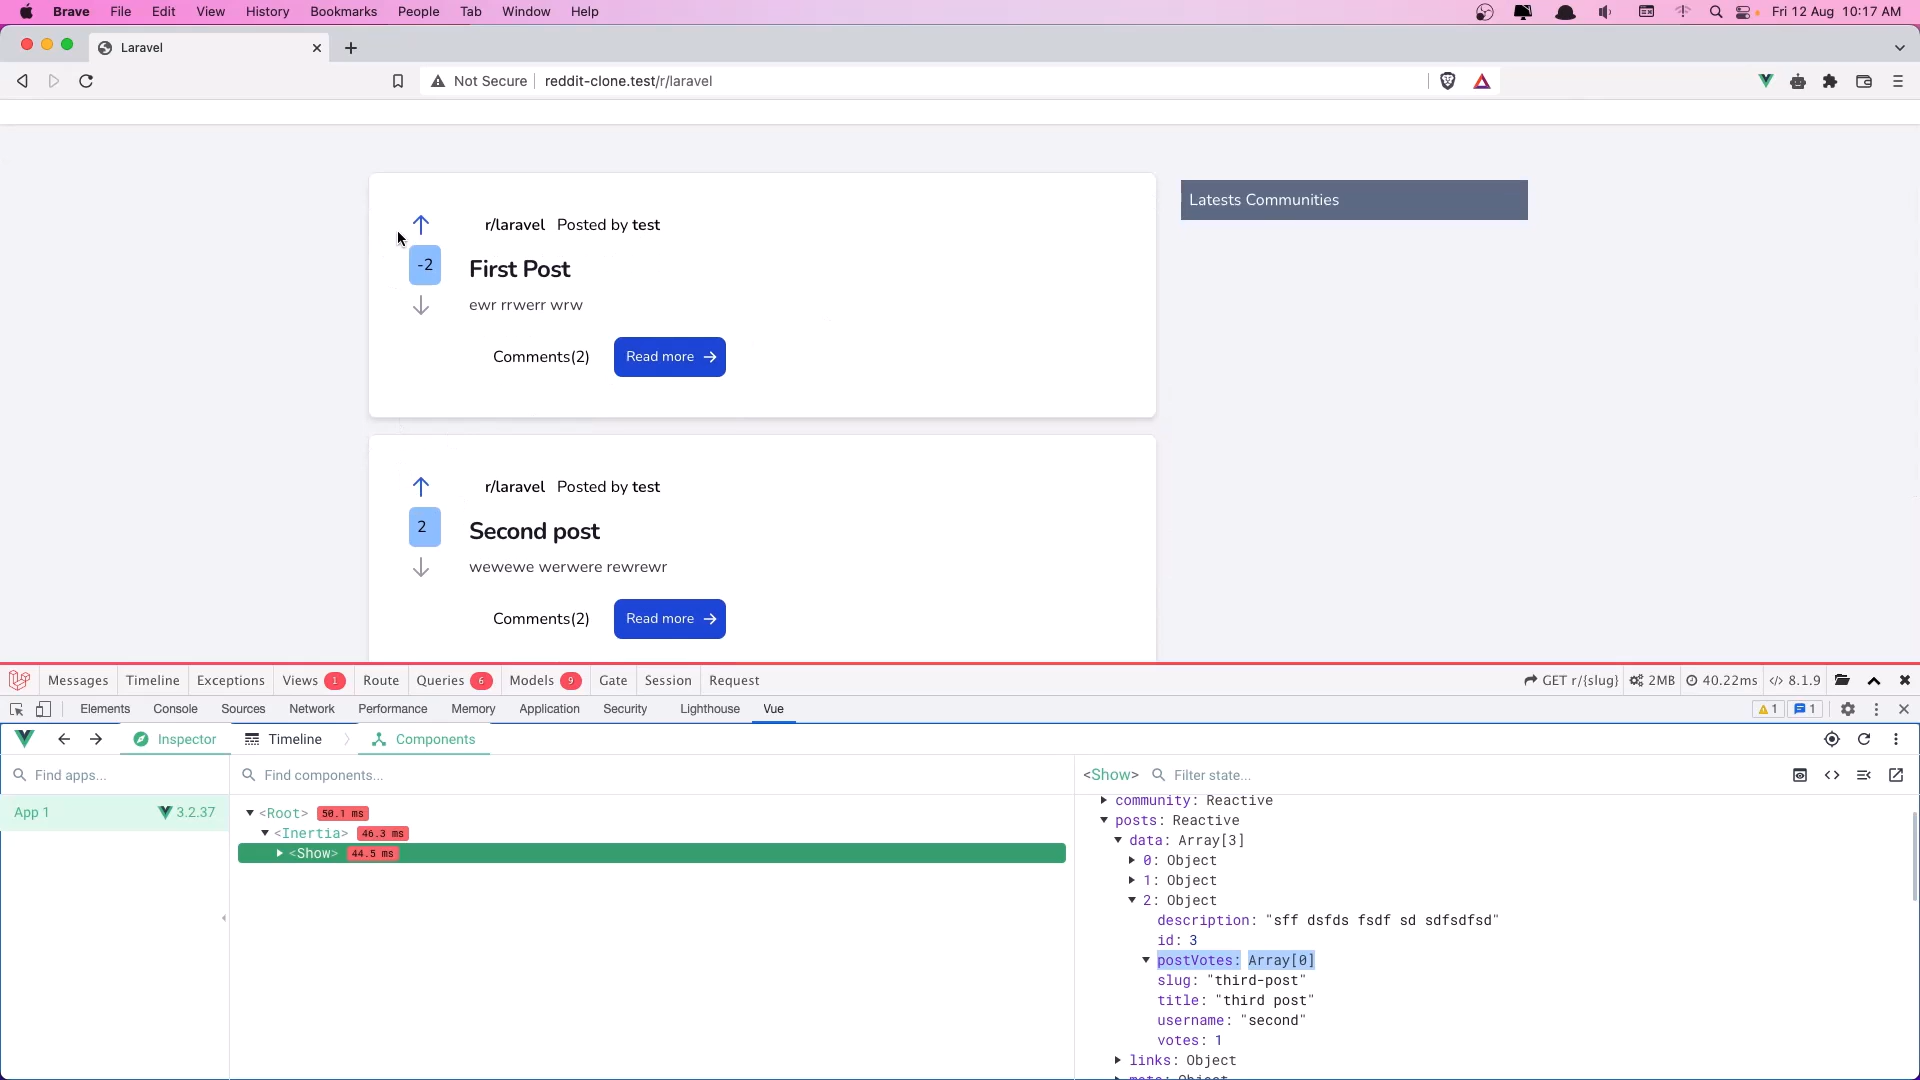 Brave File Edit View History Bookmarks People Tab Window Help Fri 12 Aug 10:17 AM
Laravel
Not Secure reddit-clone.test/r/laravel
r/laravel Posted by test
-2
First Post
ewr rrwerr wrw
Comments(2) Read more
Latests Communities
r/laravel Posted by test
2
Second post
wewewe werwere rewrewr
Comments(2) Read more
Messages Timeline Exceptions Views 1 Route Queries 6 Models 9 Gate Session Request GET r/{slug} 2MB 40.22ms </> 8.1.9
Elements Console Sources Network Performance Memory Application Security Lighthouse Vue 1 1
Inspector Timeline Components
Find apps...
Find components...
<Show> Filter state...
App 1 3.2.37
<Root> 50.1 ms
<Inertia> 46.3 ms
<Show> 44.5 ms
community: Reactive
posts: Reactive
data: Array[3]
0: Object
1: Object
2: Object
description: "sff dsfds fsdf sd sdfsdfsd"
id: 3
postVotes: Array[0]
slug: "third-post"
title: "third post"
username: "second"
votes: 1
links: Object